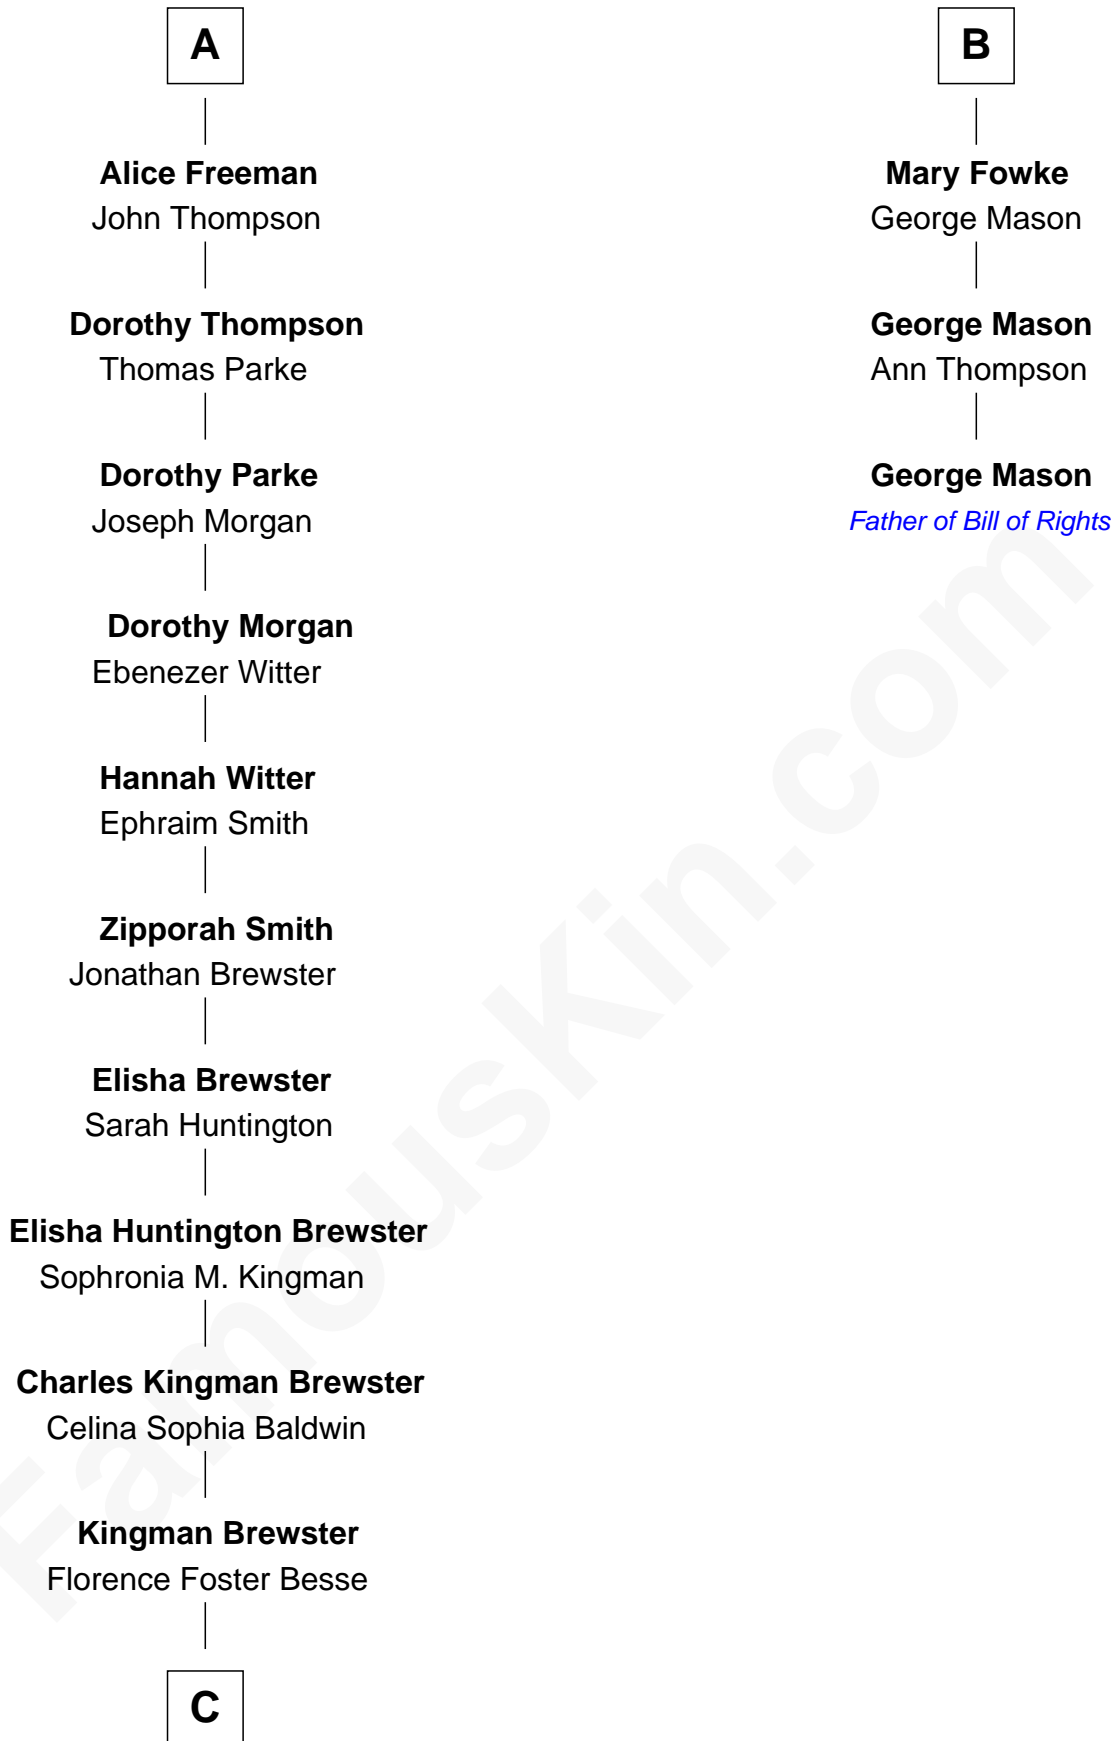 A
Alice Freeman
John Thompson
Dorothy Thompson
Thomas Parke
Dorothy Parke
Joseph Morgan
Dorothy Morgan
Ebenezer Witter
Hannah Witter
Ephraim Smith
Zipporah Smith
Jonathan Brewster
Elisha Brewster
Sarah Huntington
Elisha Huntington Brewster
Sophronia M. Kingman
Charles Kingman Brewster
Celina Sophia Baldwin
Kingman Brewster
Florence Foster Besse
C
B
Mary Fowke
George Mason
George Mason
Ann Thompson
George Mason
Father of Bill of Rights
FamousKin.com